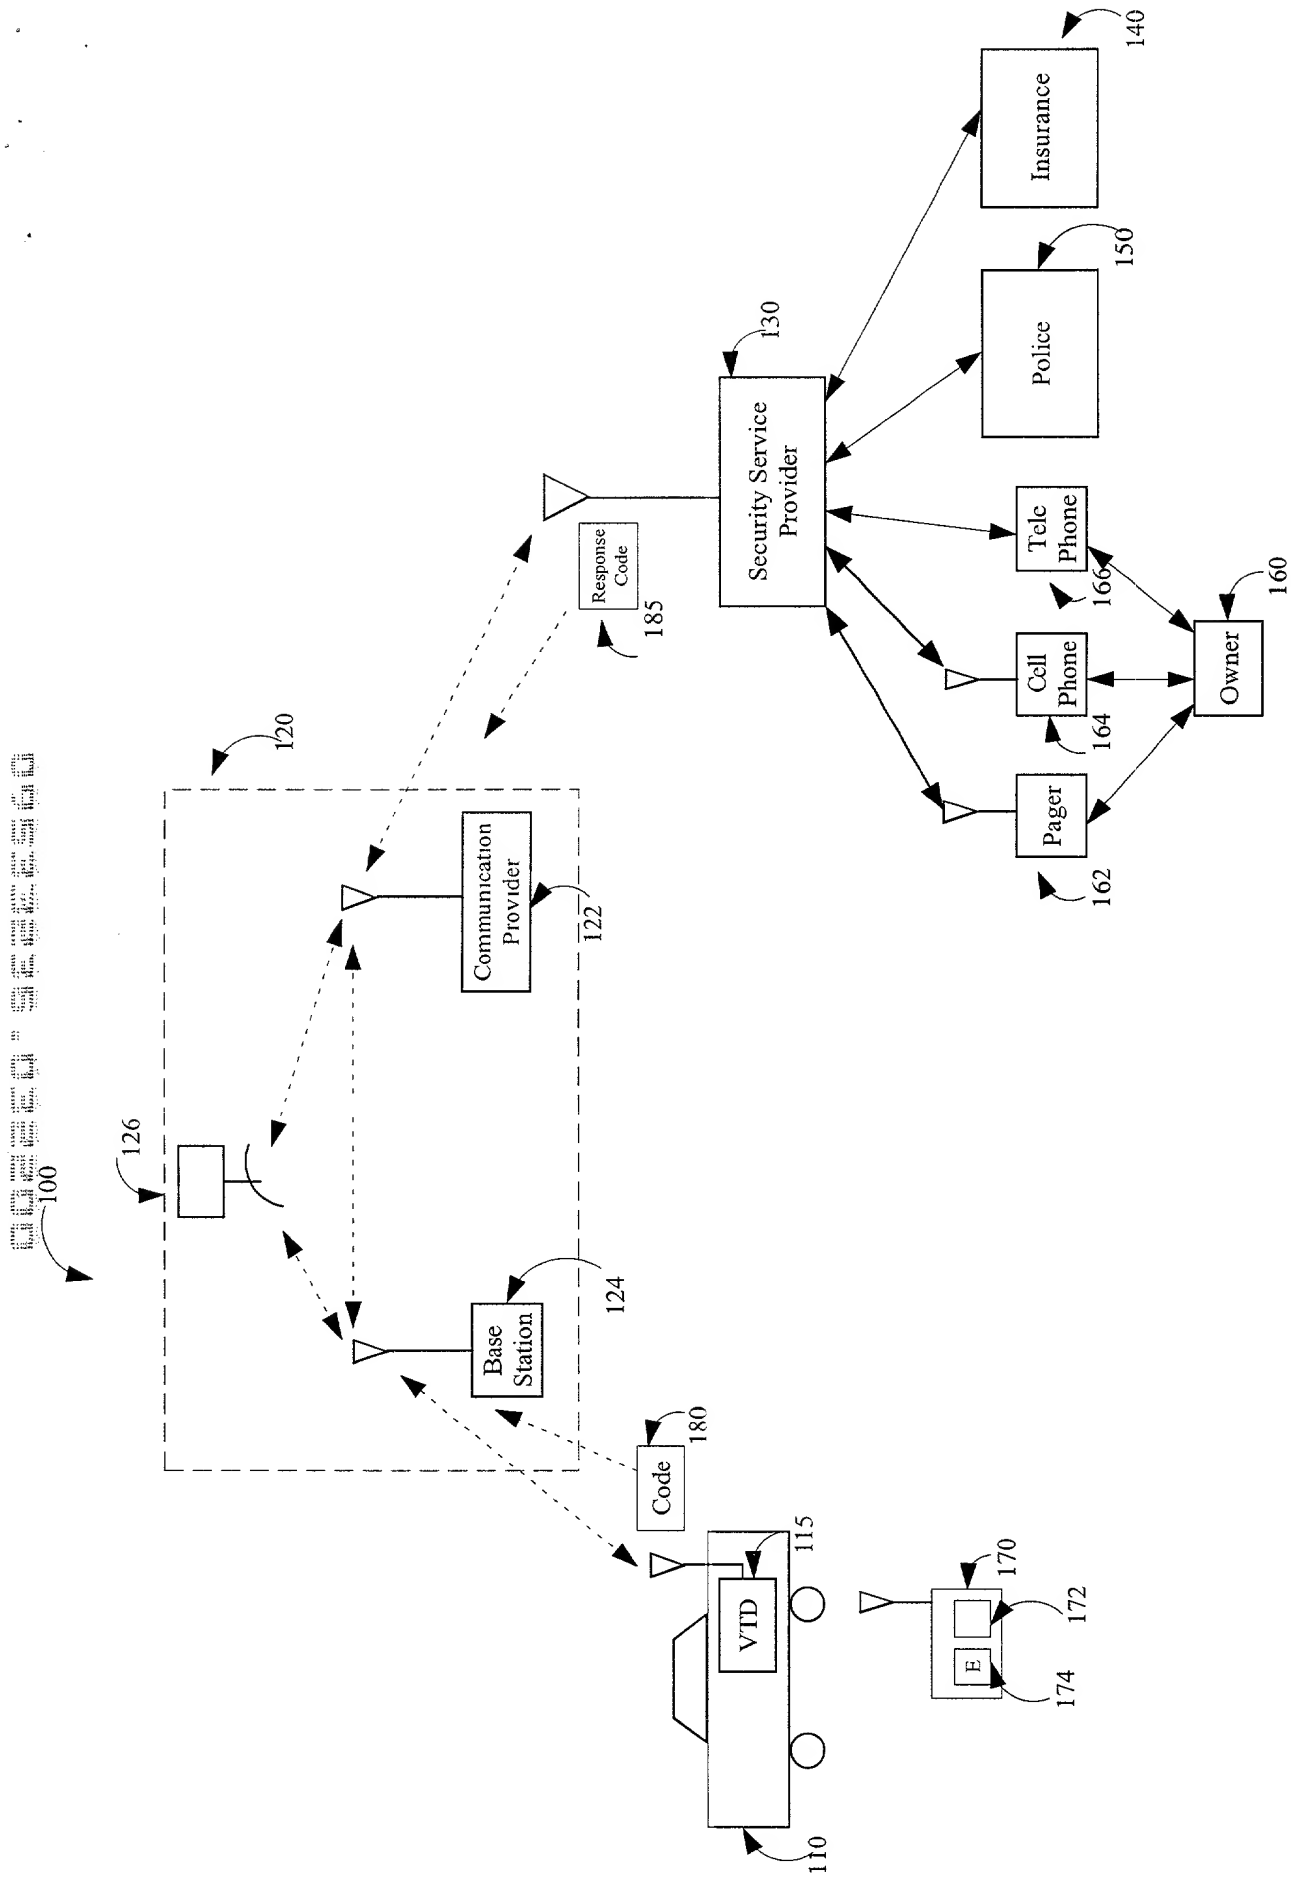 100
126
120
Base
Station
124
Communication
Provider
122
Code
180
VTD
115
110
E
170
172
174
Response
Code
185
Security Service
Provider
130
Pager
162
Cell
Phone
164
Tele
Phone
166
Police
150
Insurance
140
Owner
160